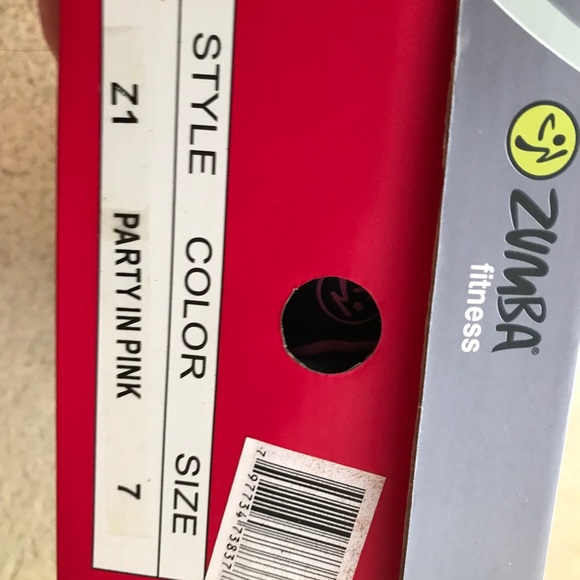 STYLE COLOR SIZE
Z1 PARTY IN PINK 7
ZUMBA®
fitness